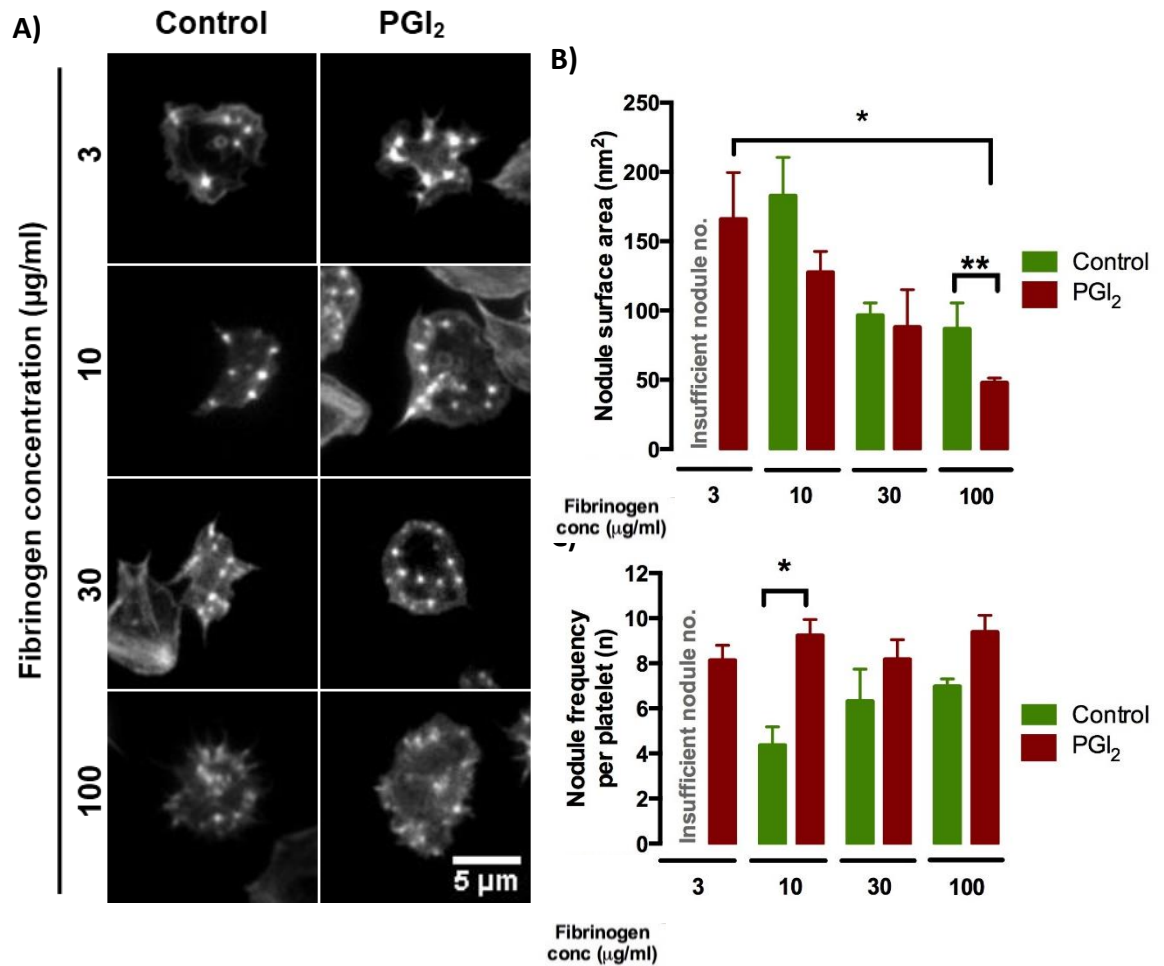 A)
Control
PGI₂
Fibrinogen concentration (µg/ml)
3
10
30
100
5 µm
B)
Nodule surface area (nm²)
250
200
150
100
50
0
Insufficient nodule no.
*
**
Control
PGI₂
3
10
30
100
Fibrinogen
conc (µg/ml)
Nodule frequency
per platelet (n)
12
10
8
6
4
2
0
Insufficient nodule no.
*
Control
PGI₂
3
10
30
100
Fibrinogen
conc (µg/ml)